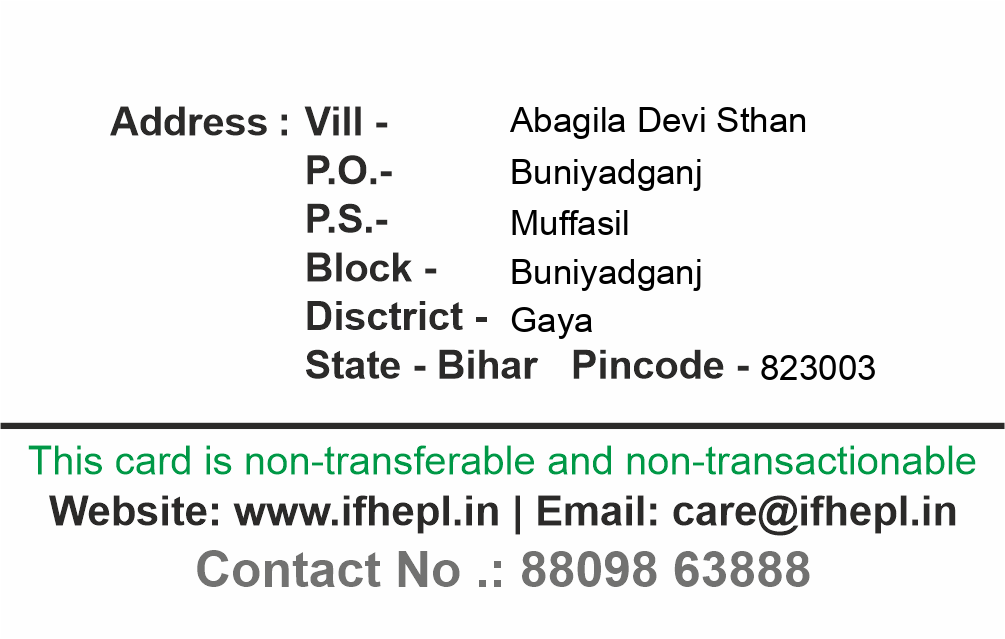 Address : Vill - Abagila Devi Sthan
P.O.- Buniyadganj
P.S.- Muffasil
Block - Buniyadganj
Disctrict - Gaya
State - Bihar Pincode - 823003
This card is non-transferable and non-transactionable
Website: www.ifhepl.in | Email: care@ifhepl.in
Contact No .: 88098 63888